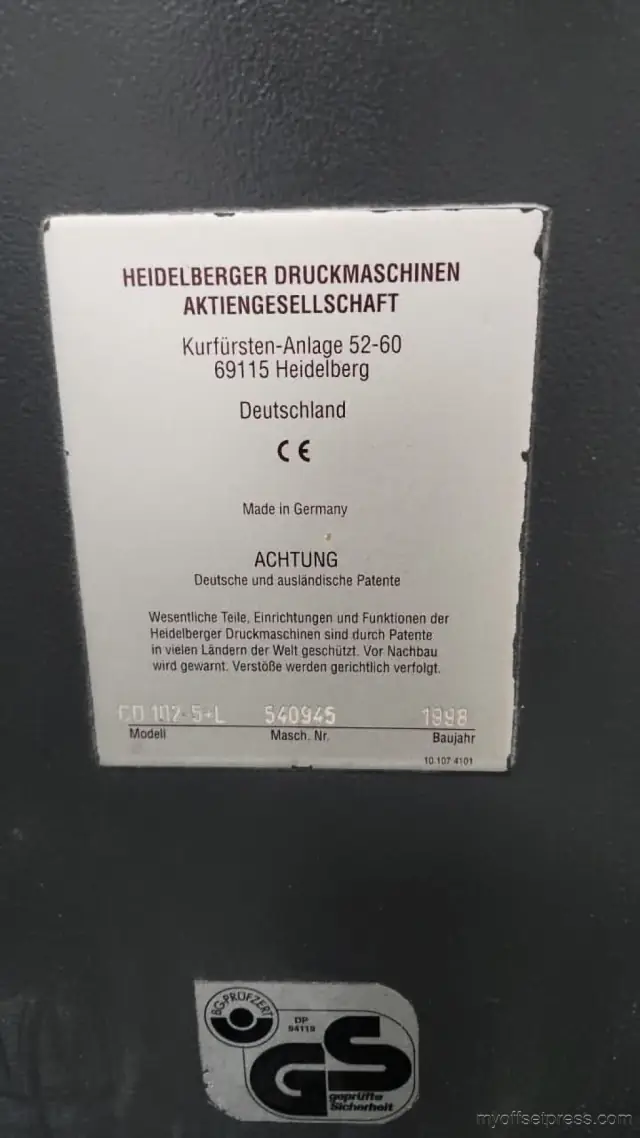 HEIDELBERGER DRUCKMASCHINEN
AKTIENGESELLSCHAFT
Kurfürsten-Anlage 52-60
69115 Heidelberg
Deutschland
CE
Made in Germany
ACHTUNG
Deutsche und ausländische Patente
Wesentliche Teile, Einrichtungen und Funktionen der
Heidelberger Druckmaschinen sind durch Patente
in vielen Ländern der Welt geschützt. Vor Nachbau
wird gewarnt. Verstöße werden gerichtlich verfolgt.
CD 102-5+L 540945 1998
Modell Masch. Nr. Baujahr
10.107 4101
BG-PRÜFZERT
DP
94119
GS
geprüfte
Sicherheit
myoffsetpress.com